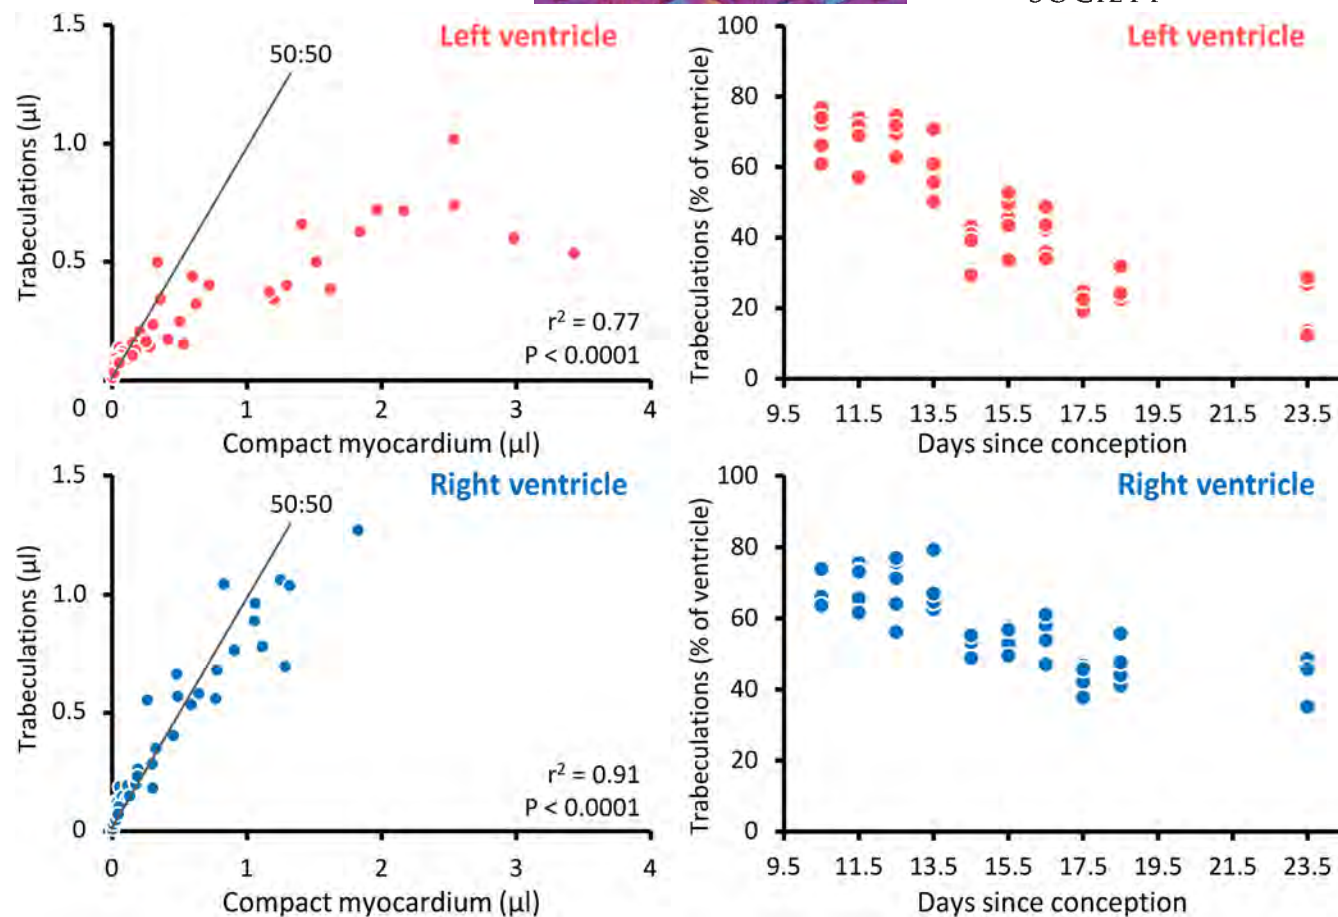 SOCIETY
Left ventricle
50:50
1.5
1.0
0.5
0
Trabeculations (µl)
r² = 0.77
P < 0.0001
0 1 2 3 4
Compact myocardium (µl)
Left ventricle
100
80
60
40
20
0
Trabeculations (% of ventricle)
9.5 11.5 13.5 15.5 17.5 19.5 21.5 23.5
Days since conception
Right ventricle
50:50
1.5
1.0
0.5
0
Trabeculations (µl)
r² = 0.91
P < 0.0001
0 1 2 3 4
Compact myocardium (µl)
Right ventricle
100
80
60
40
20
0
Trabeculations (% of ventricle)
9.5 11.5 13.5 15.5 17.5 19.5 21.5 23.5
Days since conception